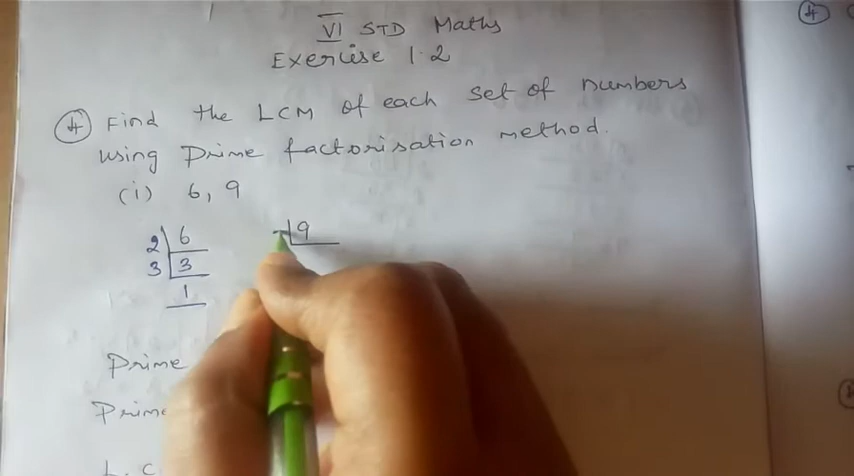 VI STD Maths
Exercise 1.2
4 Find the LCM of each set of numbers
using Prime factorisation method.
(i) 6, 9
2 6 9
3 3
1
Prime
Prime
L. C
4